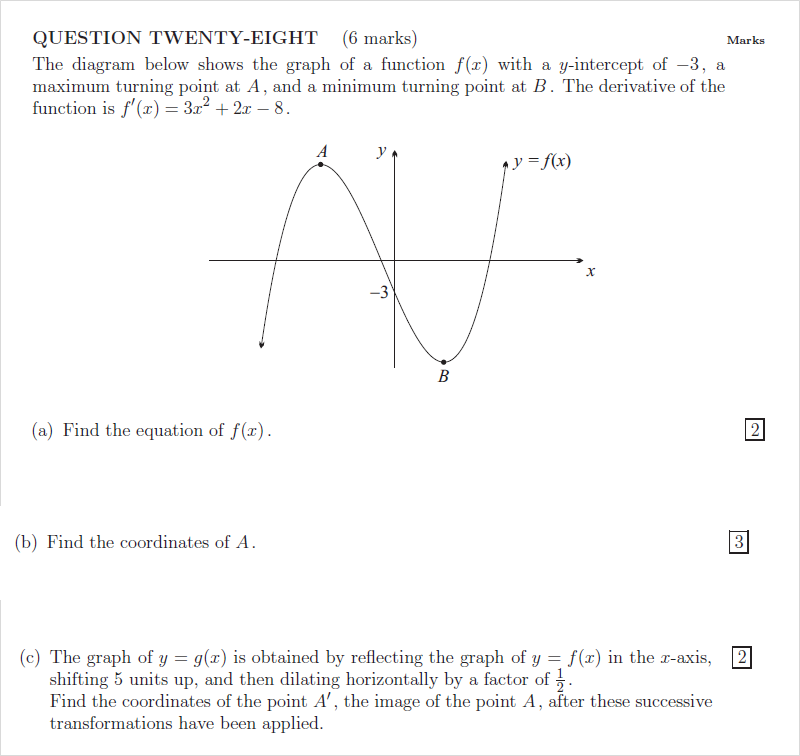 QUESTION TWENTY-EIGHT (6 marks) Marks
The diagram below shows the graph of a function f(x) with a y-intercept of −3, a
maximum turning point at A, and a minimum turning point at B. The derivative of the
function is f′(x) = 3x² + 2x − 8.
A
y
y = f(x)
x
−3
B
(a) Find the equation of f(x). 2
(b) Find the coordinates of A. 3
(c) The graph of y = g(x) is obtained by reflecting the graph of y = f(x) in the x-axis, 2
shifting 5 units up, and then dilating horizontally by a factor of 1/2.
Find the coordinates of the point A′, the image of the point A, after these successive
transformations have been applied.